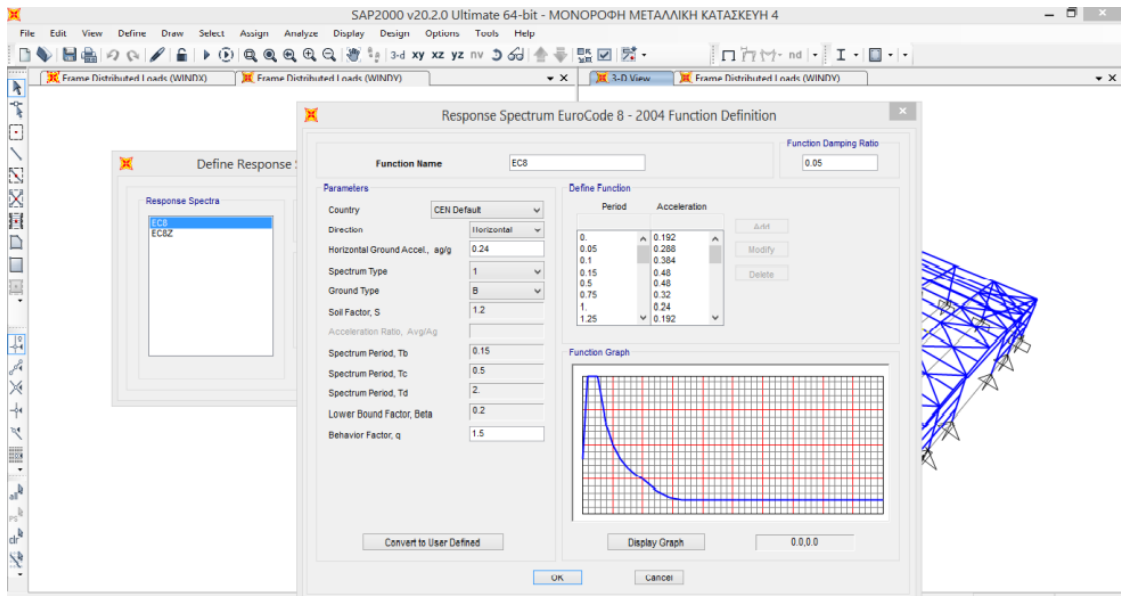 SAP2000 v20.2.0 Ultimate 64-bit - ΜΟΝΟΡΟΦΗ ΜΕΤΑΛΛΙΚΗ ΚΑΤΑΣΚΕΥΗ 4
File Edit View Define Draw Select Assign Analyze Display Design Options Tools Help
3-d xy xz yz nv nd
Frame Distributed Loads (WINDX) Frame Distributed Loads (WINDY) 3-D View Frame Distributed Loads (WINDY)
Response Spectrum EuroCode 8 - 2004 Function Definition
Function Damping Ratio
Function Name EC8 0.05
Define Response
Response Spectra
EC8
EC8Z
Parameters
Country CEN Default
Direction Horizontal
Horizontal Ground Accel., ag/g 0.24
Spectrum Type 1
Ground Type B
Soil Factor, S 1.2
Acceleration Ratio, Avg/Ag
Spectrum Period, Tb 0.15
Spectrum Period, Tc 0.5
Spectrum Period, Td 2.
Lower Bound Factor, Beta 0.2
Behavior Factor, q 1.5
Convert to User Defined
Define Function
Period Acceleration
0. 0.192
0.05 0.288
0.1 0.384
0.15 0.48
0.5 0.48
0.75 0.32
1. 0.24
1.25 0.192
Add
Modify
Delete
Function Graph
Display Graph 0.0,0.0
OK Cancel
all
PS
clr